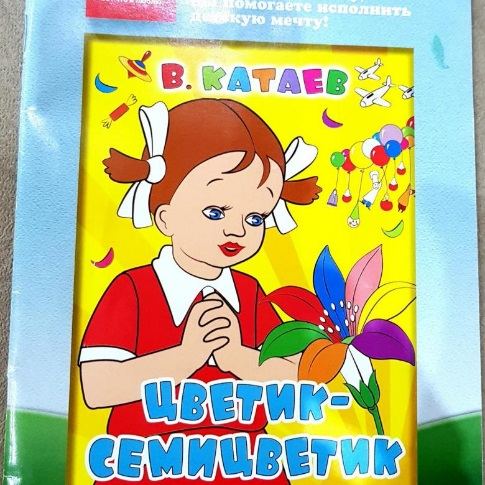 помогаете исполнить
детскую мечту!
В. КАТАЕВ
ЦВЕТИК-
СЕМИЦВЕТИК